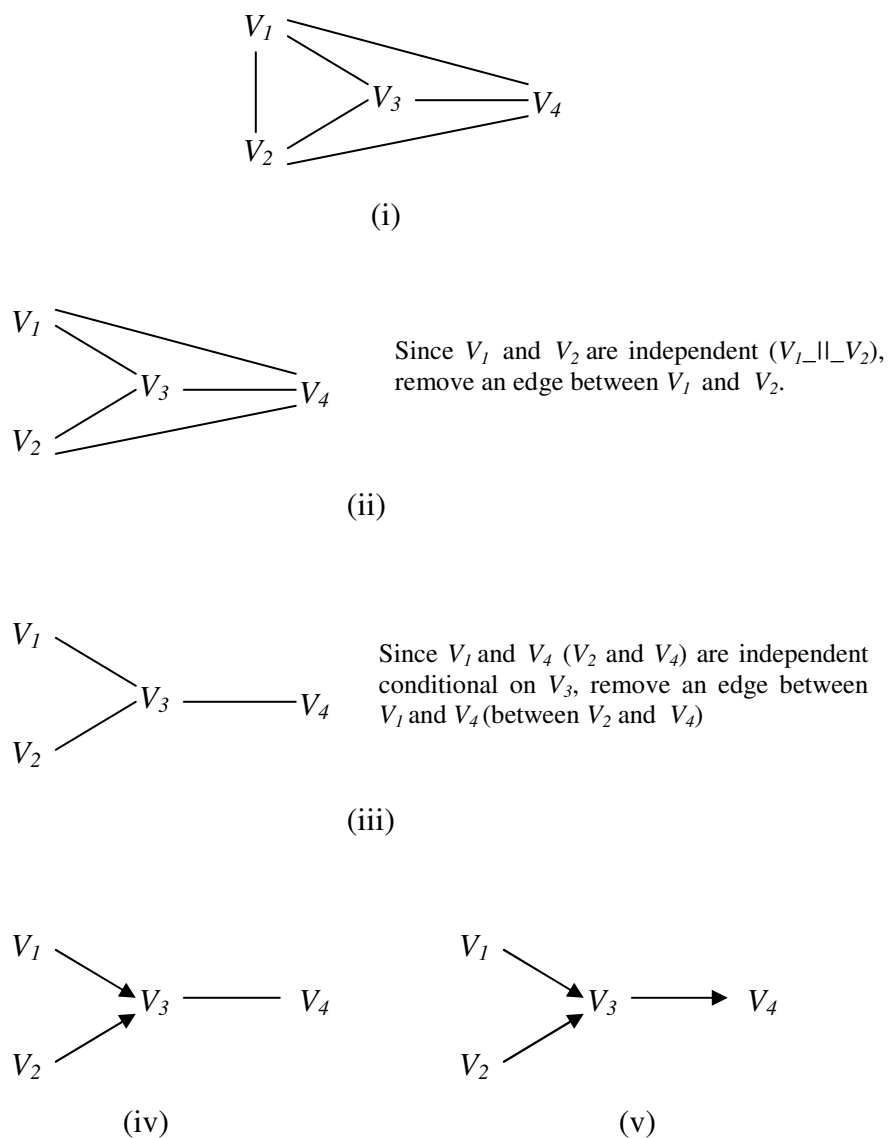 V1
V3
V4
V2
(i)
V1
V3
V4
V2
Since V1 and V2 are independent (V1_||_V2),
remove an edge between V1 and V2.
(ii)
V1
V3
V4
V2
Since V1 and V4 (V2 and V4) are independent
conditional on V3, remove an edge between
V1 and V4 (between V2 and V4)
(iii)
V1
V3
V4
V2
(iv)
V1
V3
V4
V2
(v)